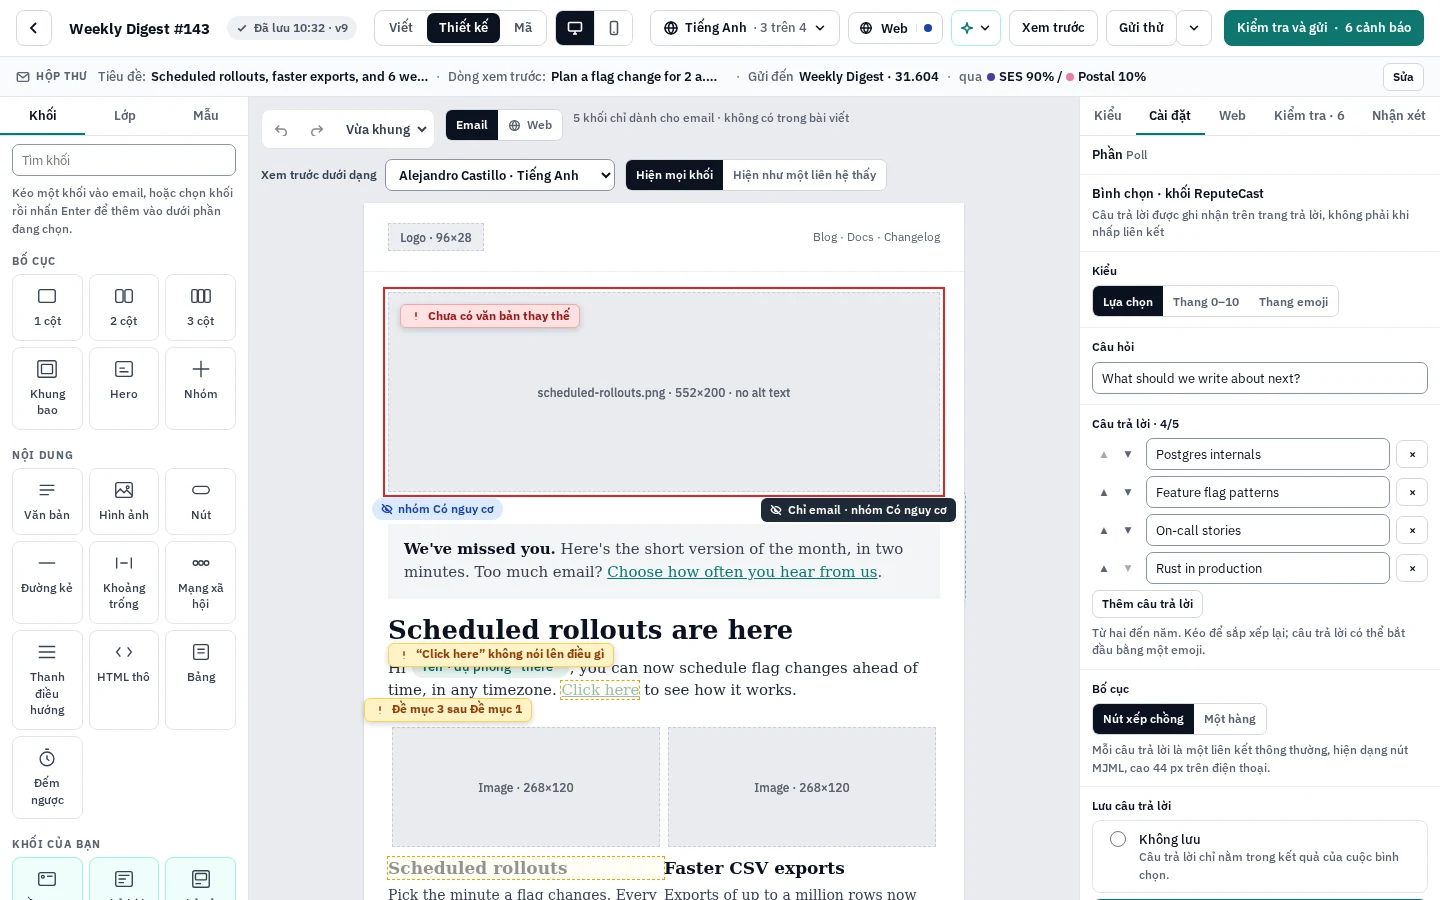 Weekly Digest #143
Đã lưu 10:32 · v9
Viết
Thiết kế
Mã
Tiếng Anh · 3 trên 4
Web
Xem trước
Gửi thử
Kiểm tra và gửi · 6 cảnh báo
HỘP THƯ
Tiêu đề: Scheduled rollouts, faster exports, and 6 we...
· Dòng xem trước: Plan a flag change for 2 a....
· Gửi đến Weekly Digest · 31.604
· qua SES 90% / Postal 10%
Sửa
Khối
Lớp
Mẫu
Tìm khối
Kéo một khối vào email, hoặc chọn khối
rồi nhấn Enter để thêm vào dưới phần
đang chọn.
BỐ CỤC
1 cột
2 cột
3 cột
Khung
bao
Hero
Nhóm
NỘI DUNG
Văn bản
Hình ảnh
Nút
Đường kẻ
Khoảng
trống
Mạng xã
hội
Thanh
điều
hướng
HTML thô
Bảng
Đếm
ngược
KHỐI CỦA BẠN
Vừa khung
Email
Web
5 khối chỉ dành cho email · không có trong bài viết
Xem trước dưới dạng
Alejandro Castillo · Tiếng Anh
Hiện mọi khối
Hiện như một liên hệ thấy
Logo · 96×28
Blog · Docs · Changelog
! Chưa có văn bản thay thế
scheduled-rollouts.png · 552×200 · no alt text
nhóm Có nguy cơ
Chỉ email · nhóm Có nguy cơ
We've missed you. Here's the short version of the month, in two
minutes. Too much email? Choose how often you hear from us.
Scheduled rollouts are here
! “Click here” không nói lên điều gì
Hi , you can now schedule flag changes ahead of
time, in any timezone. Click here to see how it works.
! Đề mục 3 sau Đề mục 1
Image · 268×120
Image · 268×120
Scheduled rollouts
Faster CSV exports
Pick the minute a flag changes. Every
Exports of up to a million rows now
Kiểu
Cài đặt
Web
Kiểm tra · 6
Nhận xét
Phần Poll
Bình chọn · khối ReputeCast
Câu trả lời được ghi nhận trên trang trả lời, không phải khi
nhấp liên kết
Kiểu
Lựa chọn
Thang 0–10
Thang emoji
Câu hỏi
What should we write about next?
Câu trả lời · 4/5
▲ ▼ Postgres internals ×
▲ ▼ Feature flag patterns ×
▲ ▼ On-call stories ×
▲ ▼ Rust in production ×
Thêm câu trả lời
Từ hai đến năm. Kéo để sắp xếp lại; câu trả lời có thể bắt
đầu bằng một emoji.
Bố cục
Nút xếp chồng
Một hàng
Mỗi câu trả lời là một liên kết thông thường, hiện dạng nút
MJML, cao 44 px trên điện thoại.
Lưu câu trả lời
Không lưu
Câu trả lời chỉ nằm trong kết quả của cuộc bình
chọn.